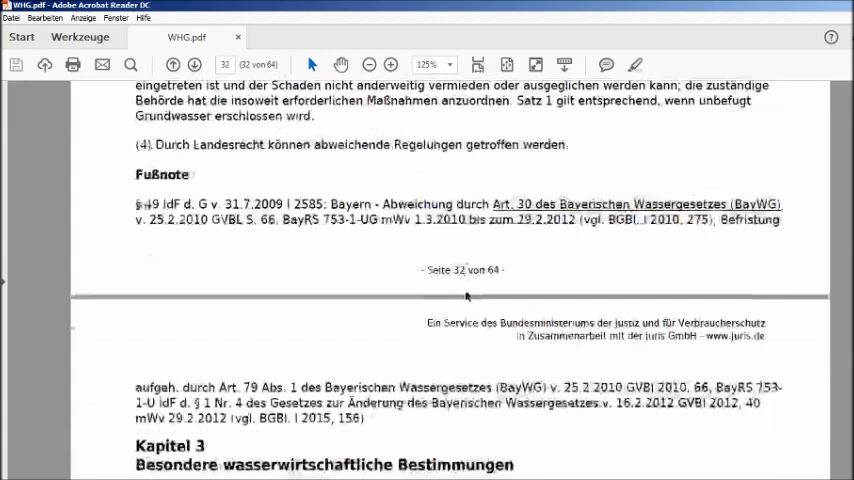 WHG.pdf - Adobe Acrobat Reader DC
Datei Bearbeiten Anzeige Fenster Hilfe
Start Werkzeuge WHG.pdf ×
32 (32 von 64) 125%
eingetreten ist und der Schaden nicht anderweitig vermieden oder ausgeglichen werden kann; die zuständige
Behörde hat die insoweit erforderlichen Maßnahmen anzuordnen. Satz 1 gilt entsprechend, wenn unbefugt
Grundwasser erschlossen wird.
(4) Durch Landesrecht können abweichende Regelungen getroffen werden.
Fußnote
§ 49 IdF d. G v. 31.7.2009 I 2585; Bayern - Abweichung durch Art. 30 des Bayerischen Wassergesetzes (BayWG)
v. 25.2.2010 GVBL S. 66, BayRS 753-1-UG mWv 1.3.2010 bis zum 29.2.2012 (vgl. BGBl. I 2010, 275); Befristung
- Seite 32 von 64 -
Ein Service des Bundesministeriums der Justiz und für Verbraucherschutz
in Zusammenarbeit mit der juris GmbH - www.juris.de
aufgeh. durch Art. 79 Abs. 1 des Bayerischen Wassergesetzes (BayWG) v. 25.2.2010 GVBl 2010, 66, BayRS 753-
1-U idF d. § 1 Nr. 4 des Gesetzes zur Änderung des Bayerischen Wassergesetzes v. 16.2.2012 GVBl 2012, 40
mWv 29.2.2012 (vgl. BGBl. I 2015, 156)
Kapitel 3
Besondere wasserwirtschaftliche Bestimmungen